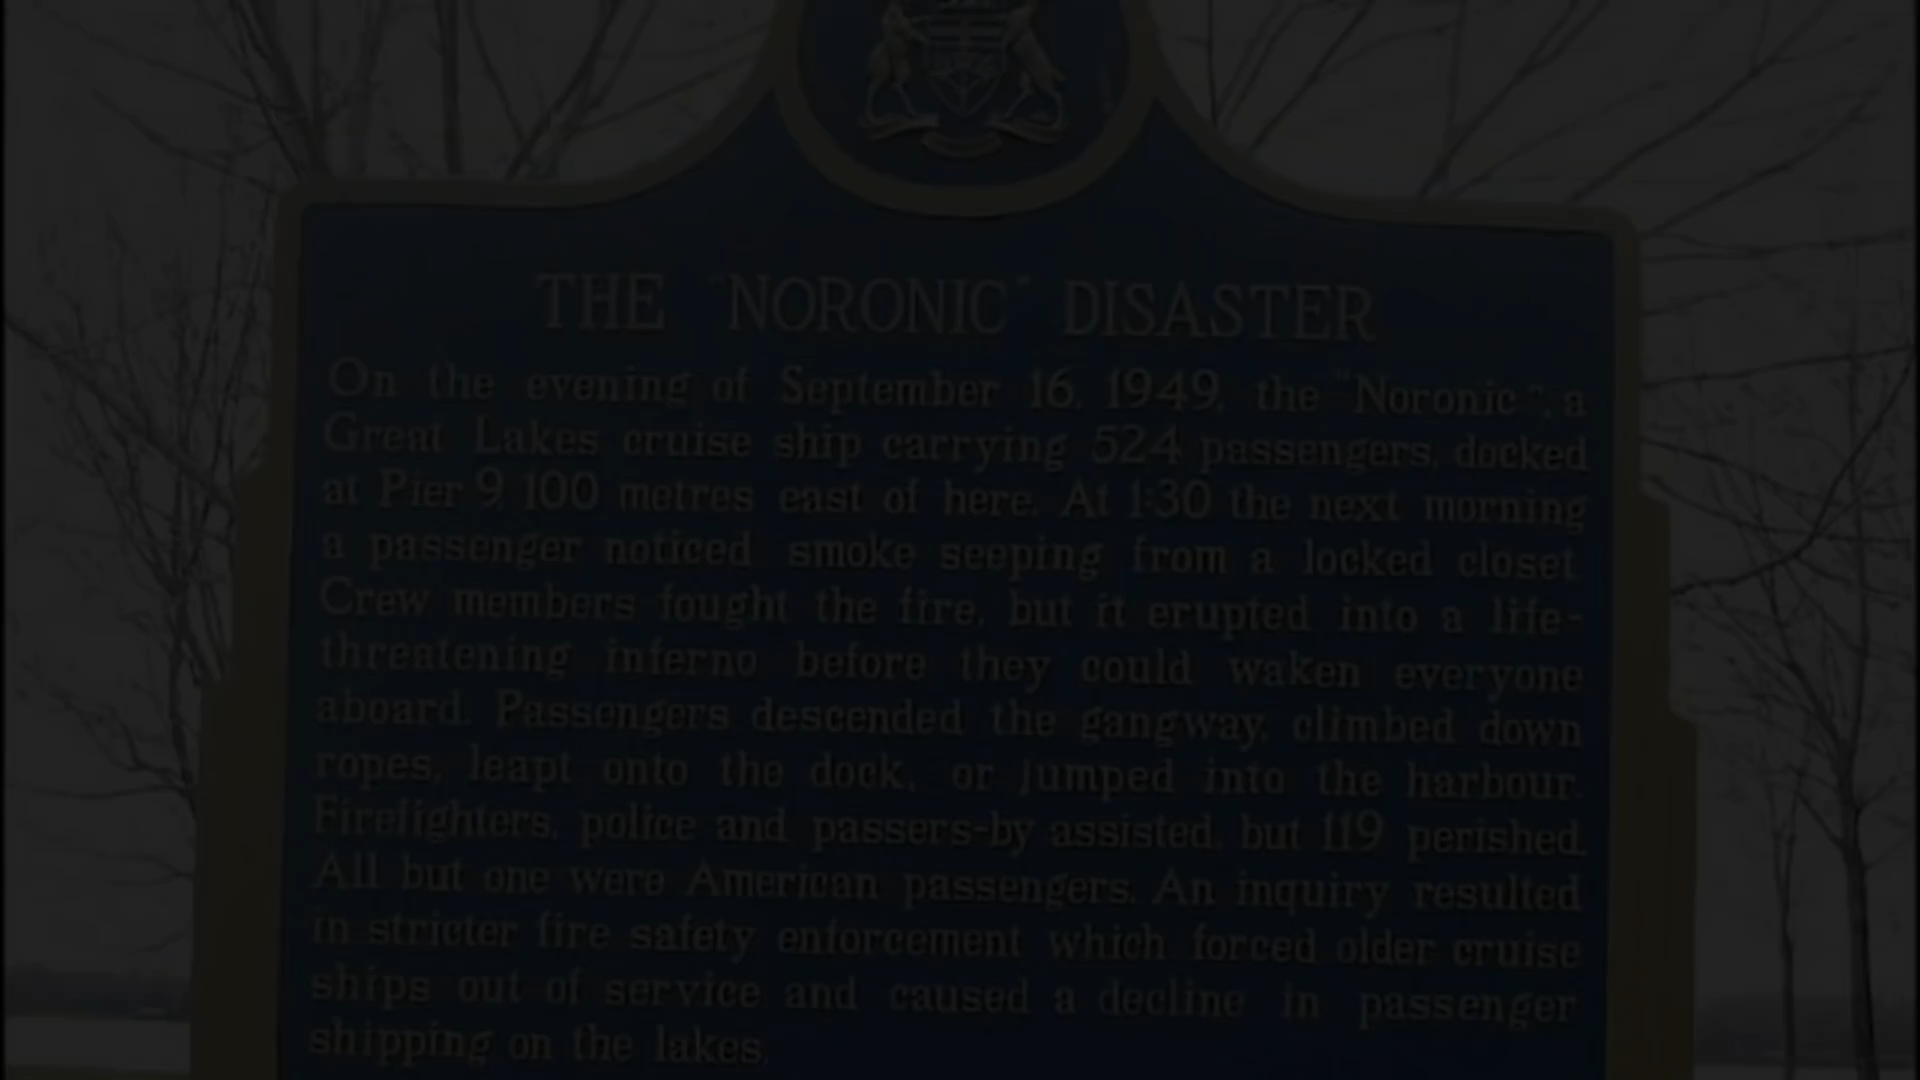 THE "NORONIC" DISASTER
On the evening of September 16, 1949, the "Noronic", a
Great Lakes cruise ship carrying 524 passengers, docked
at Pier 9, 100 metres east of here. At 1:30 the next morning
a passenger noticed smoke seeping from a locked closet.
Crew members fought the fire, but it erupted into a life-
threatening inferno before they could waken everyone
aboard. Passengers descended the gangway, climbed down
ropes, leapt onto the dock, or jumped into the harbour.
Firefighters, police and passers-by assisted, but 119 perished.
All but one were American passengers. An inquiry resulted
in stricter fire safety enforcement which forced older cruise
ships out of service and caused a decline in passenger
shipping on the lakes.